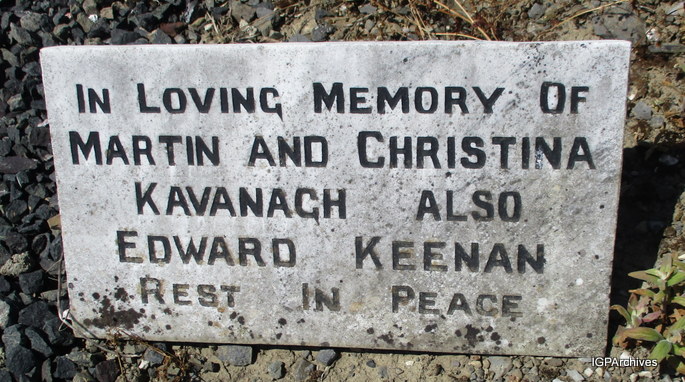 IN LOVING MEMORY OF
MARTIN AND CHRISTINA
KAVANAGH ALSO
EDWARD KEENAN
REST IN PEACE
IGPArchives